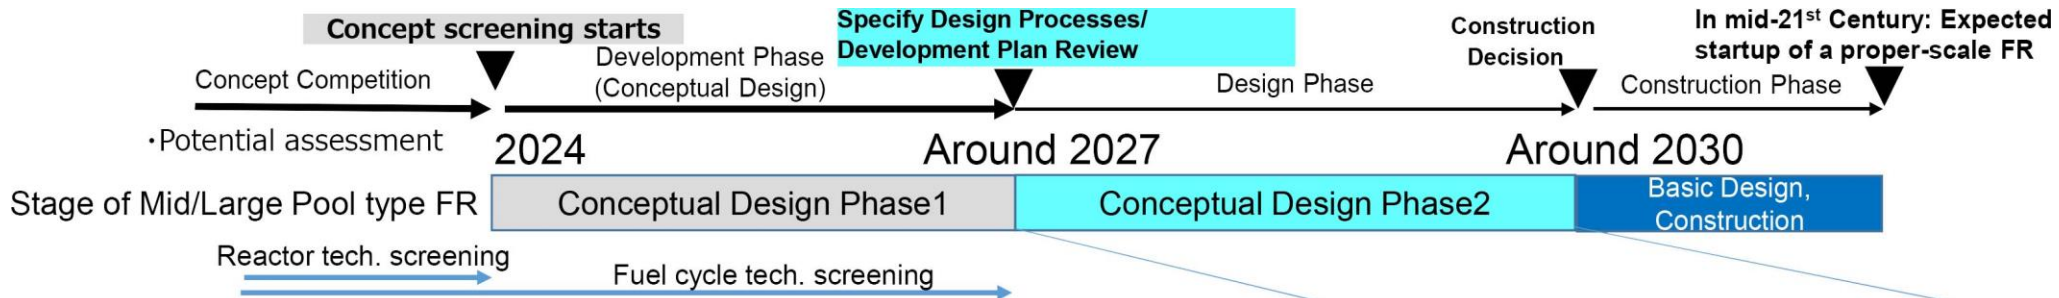 Concept screening starts
Specify Design Processes/
Development Plan Review
Construction
Decision
In mid-21st Century: Expected
startup of a proper-scale FR
Concept Competition
Development Phase
(Conceptual Design)
Design Phase
Construction Phase
・Potential assessment
2024
Around 2027
Around 2030
Stage of Mid/Large Pool type FR
Conceptual Design Phase1
Conceptual Design Phase2
Basic Design,
Construction
Reactor tech. screening
Fuel cycle tech. screening